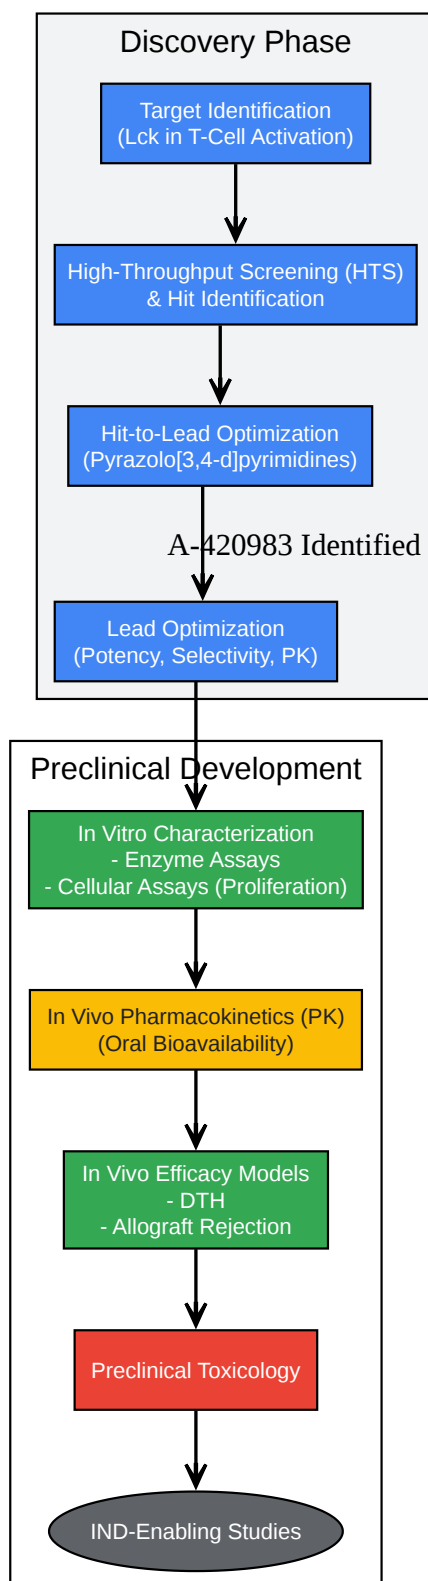 Discovery Phase
Target Identification
(Lck in T-Cell Activation)
High-Throughput Screening (HTS)
& Hit Identification
Hit-to-Lead Optimization
(Pyrazolo[3,4-d]pyrimidines)
A-420983 Identified
Lead Optimization
(Potency, Selectivity, PK)
Preclinical Development
In Vitro Characterization
- Enzyme Assays
- Cellular Assays (Proliferation)
In Vivo Pharmacokinetics (PK)
(Oral Bioavailability)
In Vivo Efficacy Models
- DTH
- Allograft Rejection
Preclinical Toxicology
IND-Enabling Studies